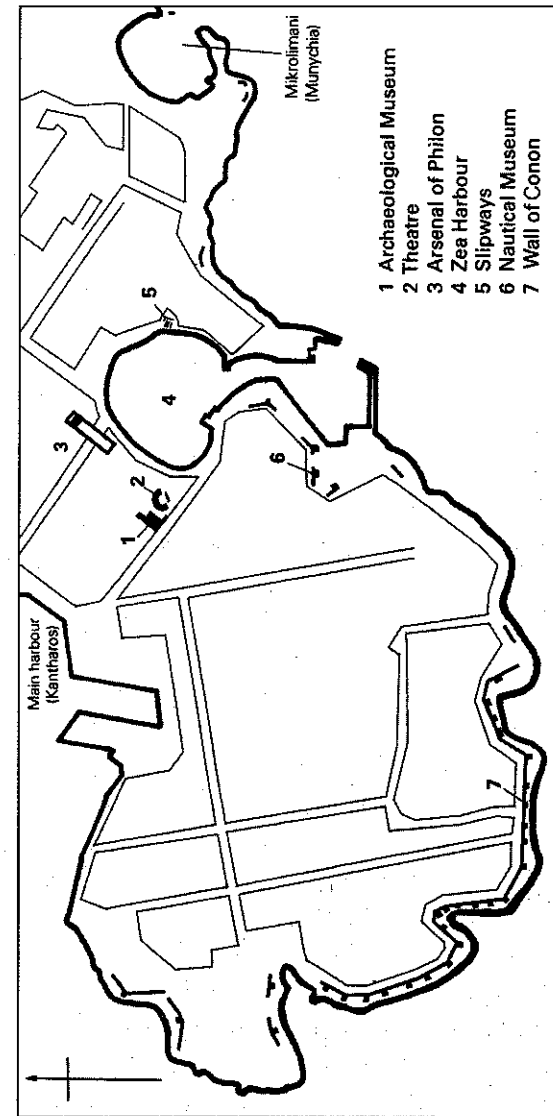 Main harbour
(Kantharos)
Mikrolimani
(Munychia)
1
2
3
4
5
6
7
1 Archaeological Museum
2 Theatre
3 Arsenal of Philon
4 Zea Harbour
5 Slipways
6 Nautical Museum
7 Wall of Conon